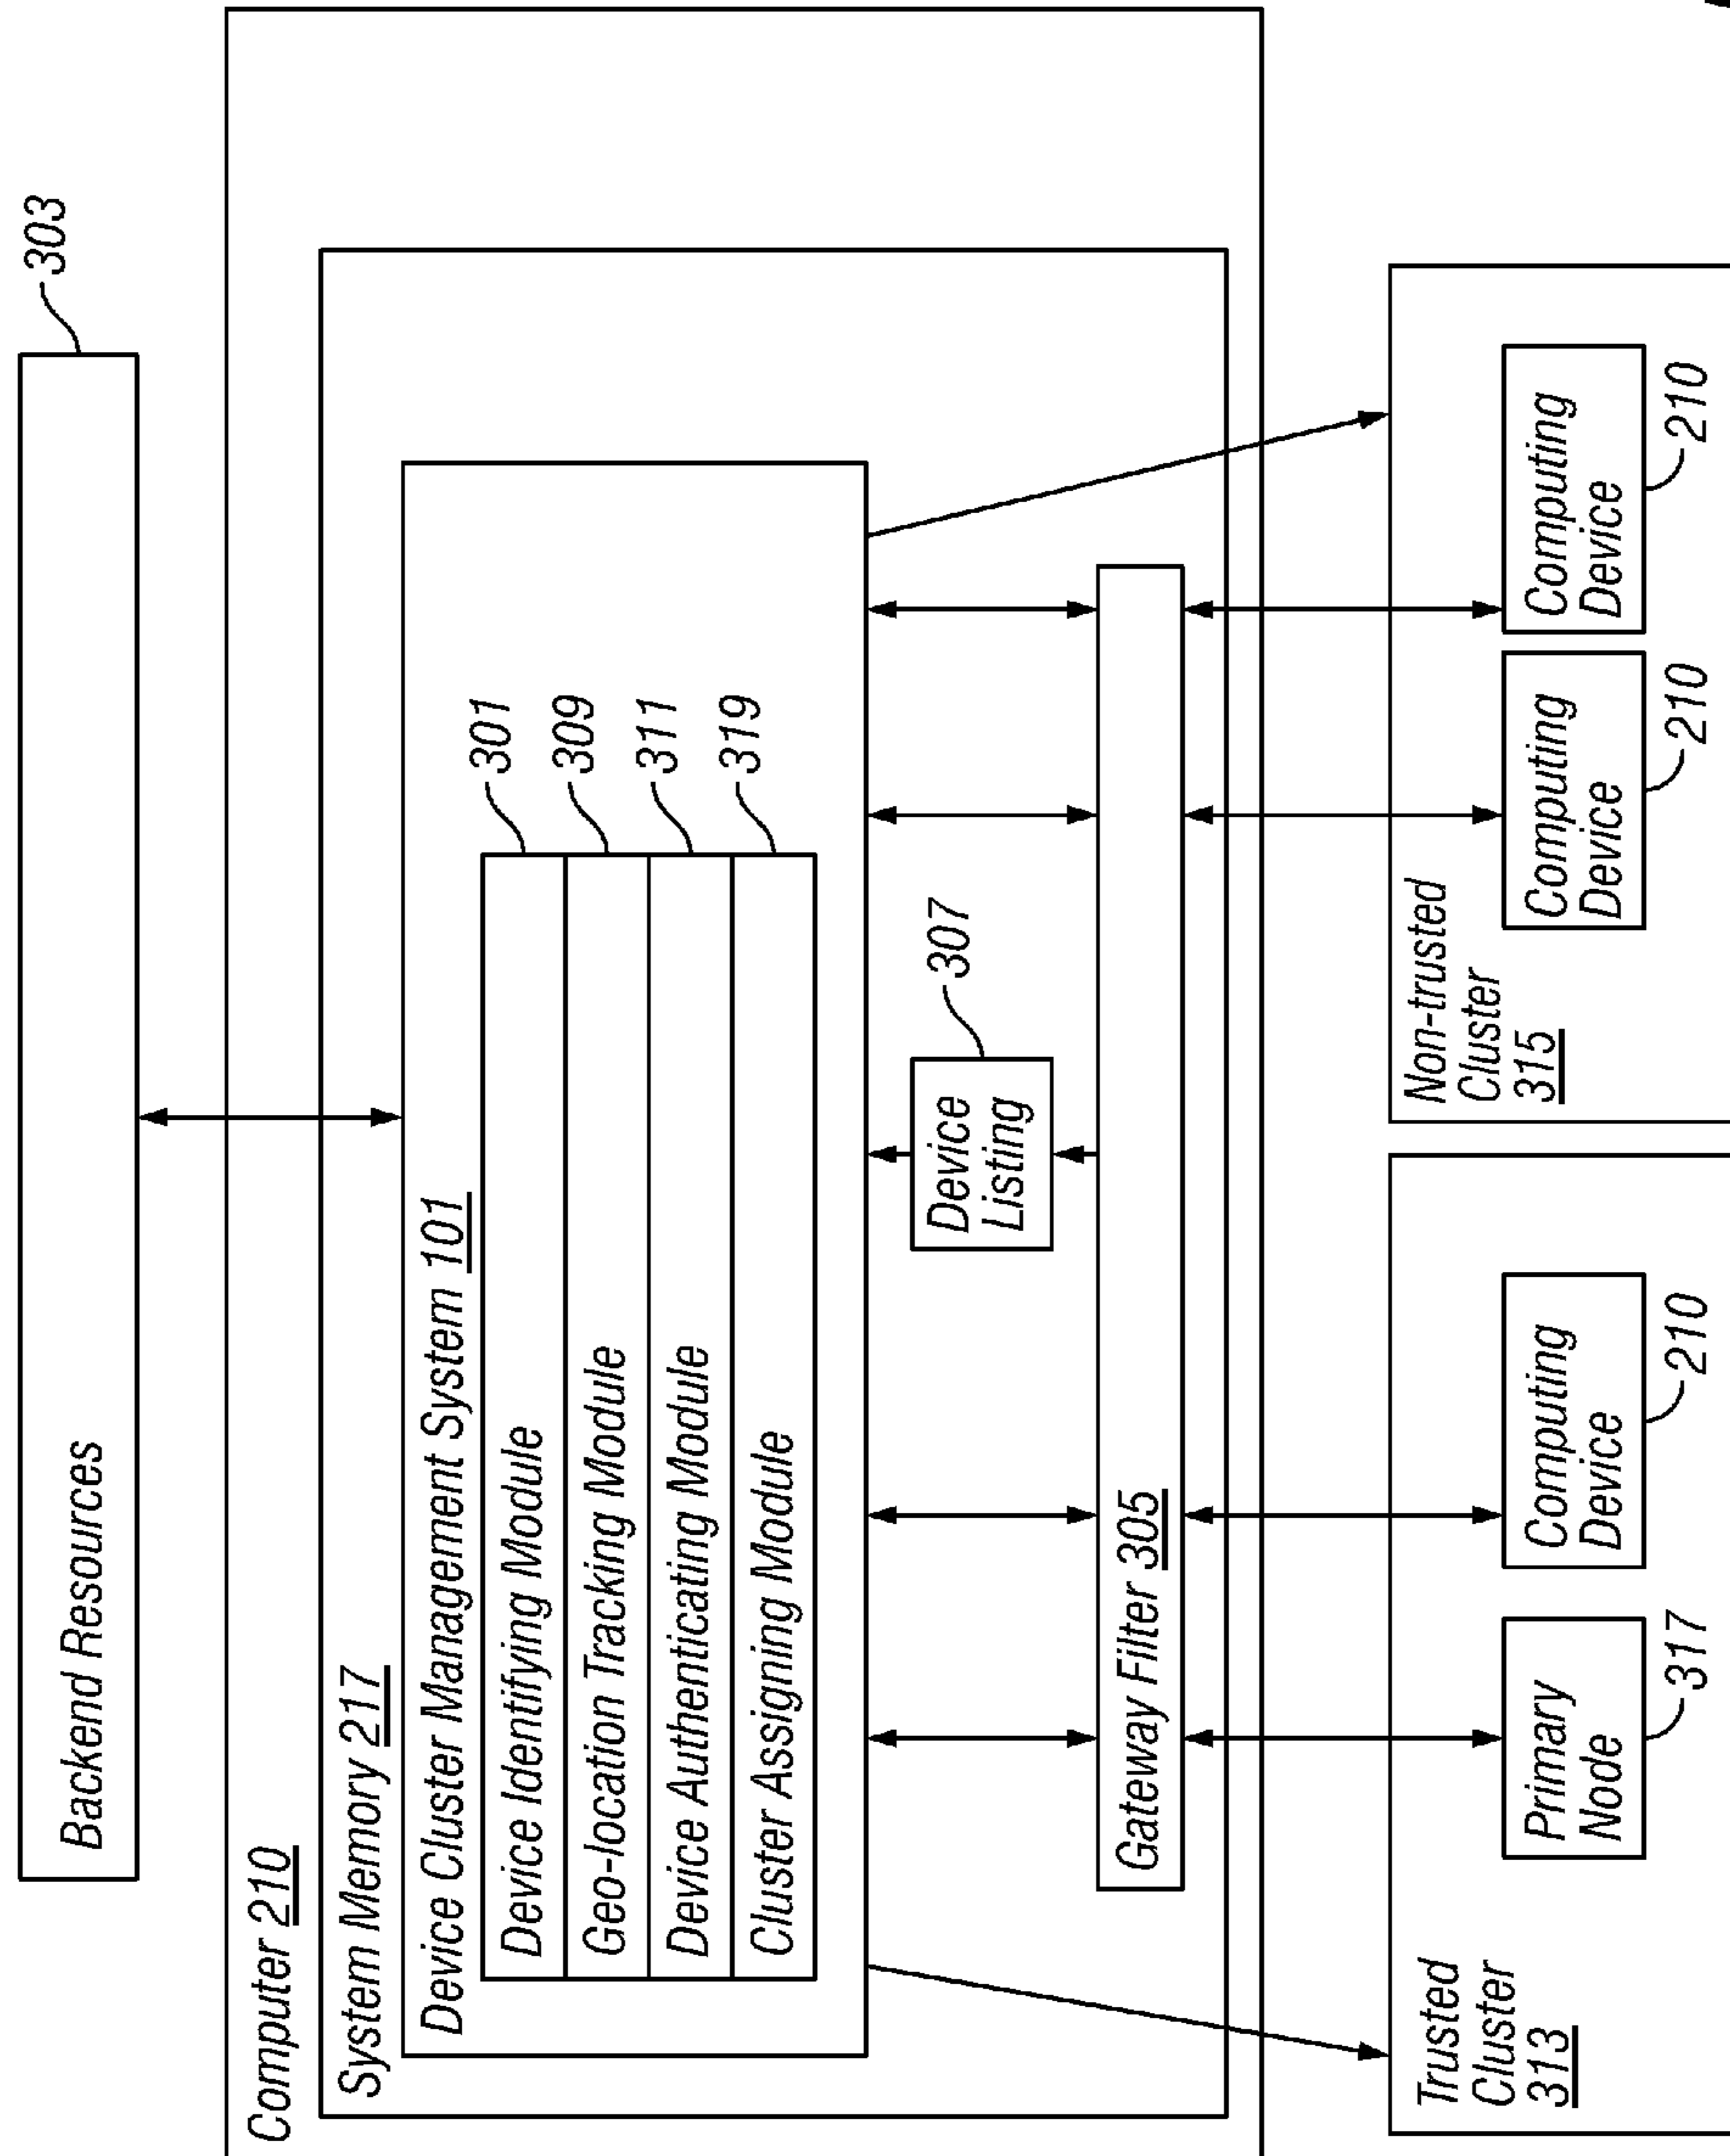 Backend Resources
303
Computer 210
System Memory 217
Device Cluster Management System 101
Device Identifying Module
301
Geo-location Tracking Module
309
Device Authenticating Module
311
Cluster Assigning Module
319
Device
Listing
307
Gateway Filter 305
Trusted
Cluster
313
Primary
Node
317
Computing
Device
210
Non-trusted
Cluster
315
Computing
Device
210
Computing
Device
210